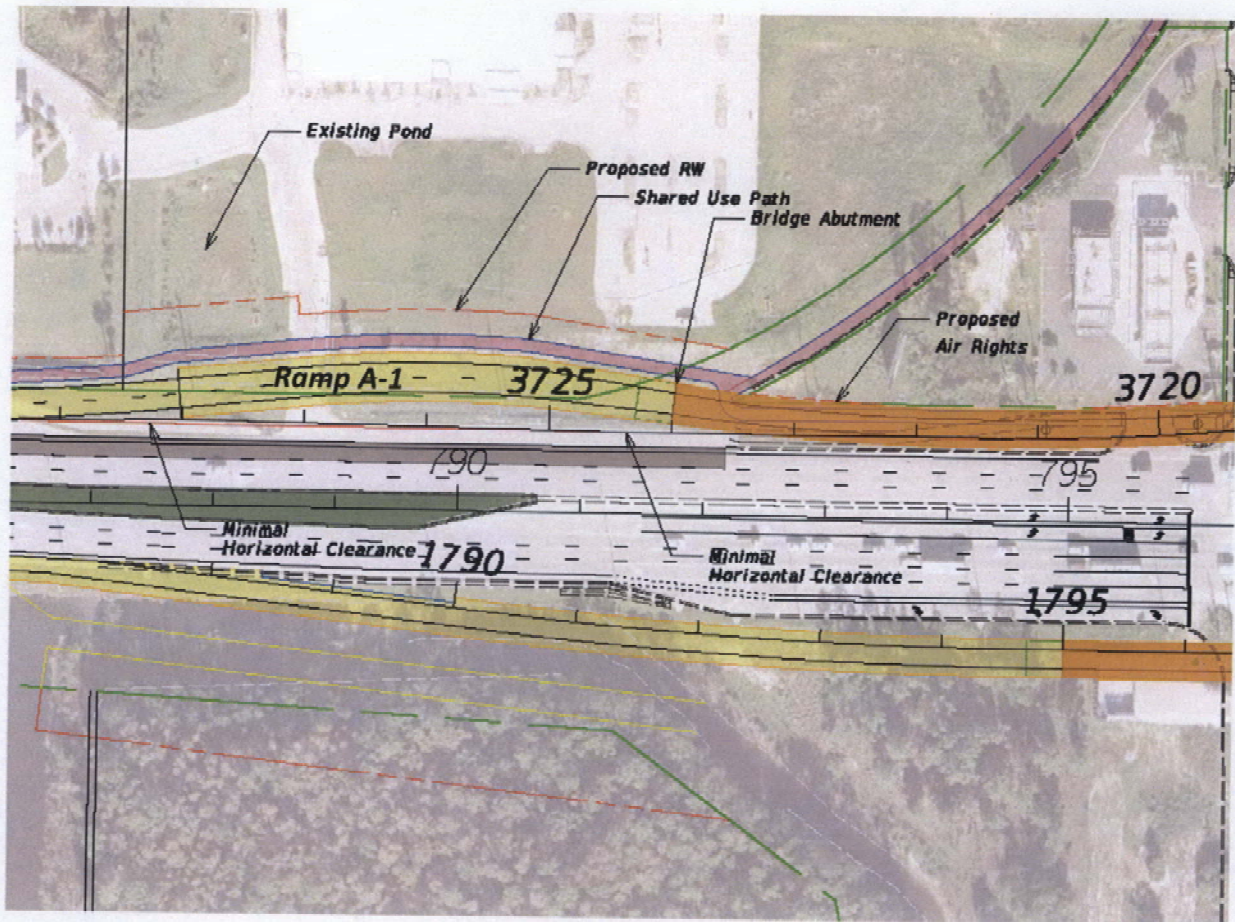 Existing Pond
Proposed RW
Shared Use Path
Bridge Abutment
Proposed
Air Rights
Ramp A-1
3725
3720
790
795
Minimal
Horizontal Clearance
1790
Minimal
Horizontal Clearance
1795